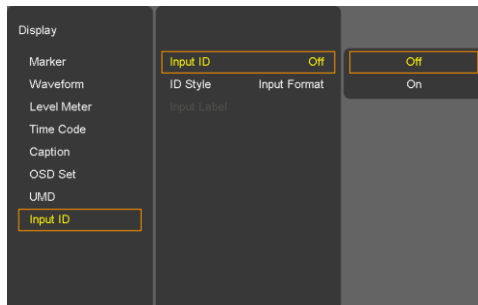 Display
Marker
Waveform
Level Meter
Time Code
Caption
OSD Set
UMD
Input ID
Input ID Off
ID Style Input Format
Input Label
Off
On